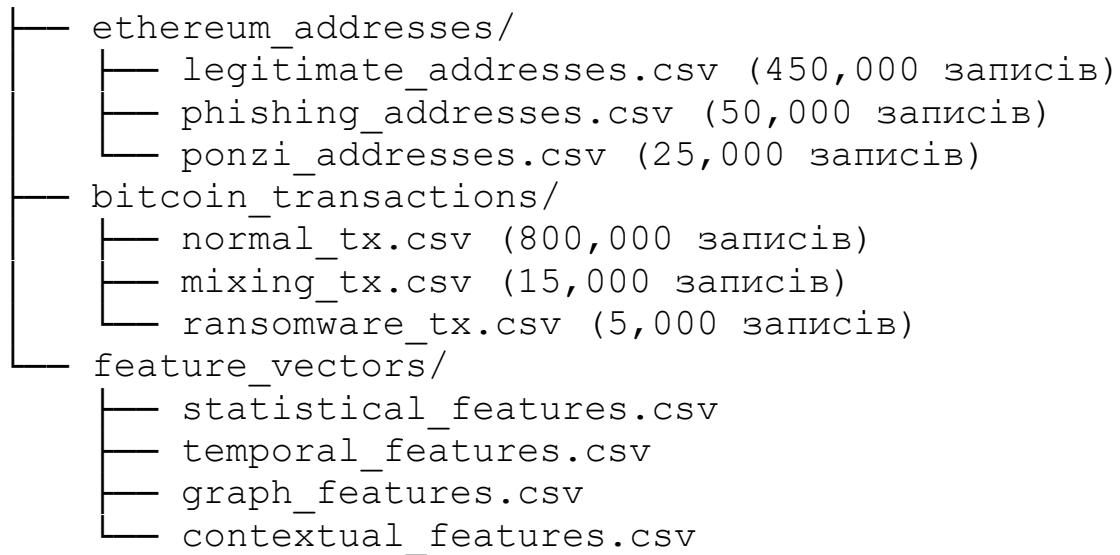 ├── ethereum_addresses/
│   ├── legitimate_addresses.csv (450,000 записів)
│   ├── phishing_addresses.csv (50,000 записів)
│   └── ponzi_addresses.csv (25,000 записів)
├── bitcoin_transactions/
│   ├── normal_tx.csv (800,000 записів)
│   ├── mixing_tx.csv (15,000 записів)
│   └── ransomware_tx.csv (5,000 записів)
└── feature_vectors/
    ├── statistical_features.csv
    ├── temporal_features.csv
    ├── graph_features.csv
    └── contextual_features.csv